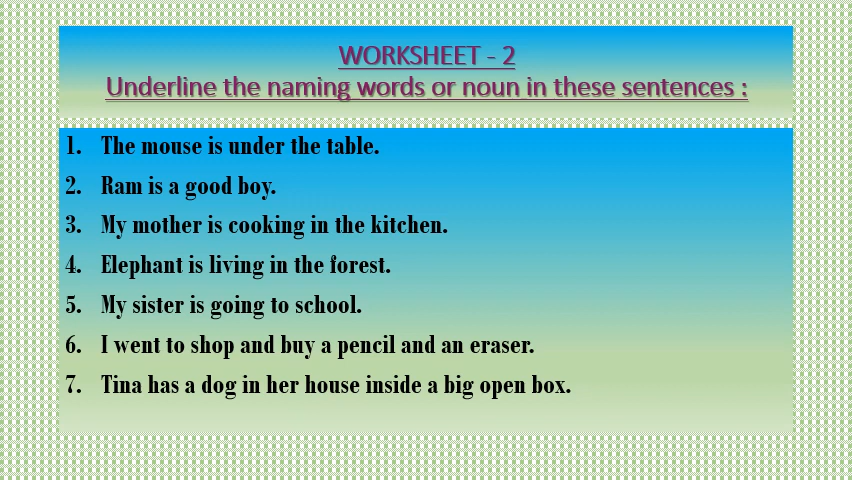 WORKSHEET - 2
Underline the naming words or noun in these sentences :
1. The mouse is under the table.
2. Ram is a good boy.
3. My mother is cooking in the kitchen.
4. Elephant is living in the forest.
5. My sister is going to school.
6. I went to shop and buy a pencil and an eraser.
7. Tina has a dog in her house inside a big open box.